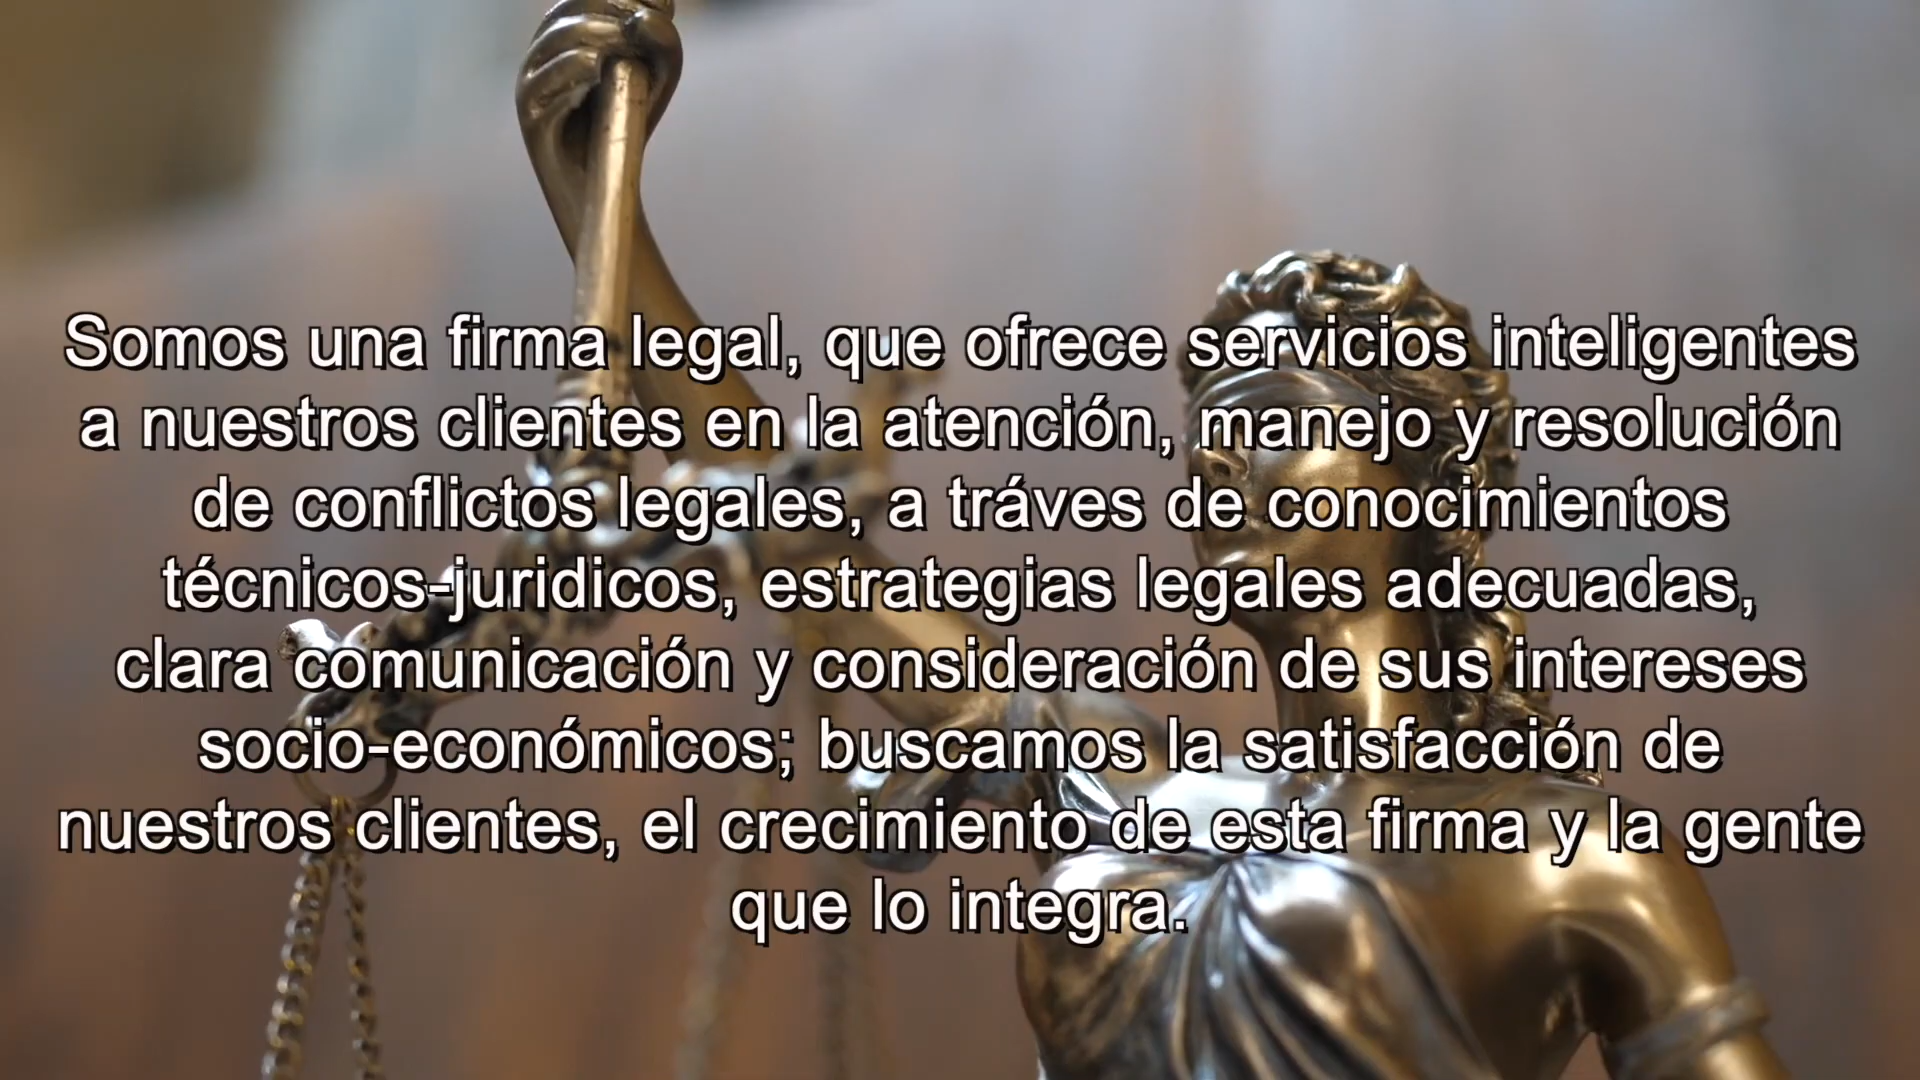 Somos una firma legal, que ofrece servicios inteligentes
a nuestros clientes en la atención, manejo y resolución
de conflictos legales, a tráves de conocimientos
técnicos-juridicos, estrategias legales adecuadas,
clara comunicación y consideración de sus intereses
socio-económicos; buscamos la satisfacción de
nuestros clientes, el crecimiento de esta firma y la gente
que lo integra.